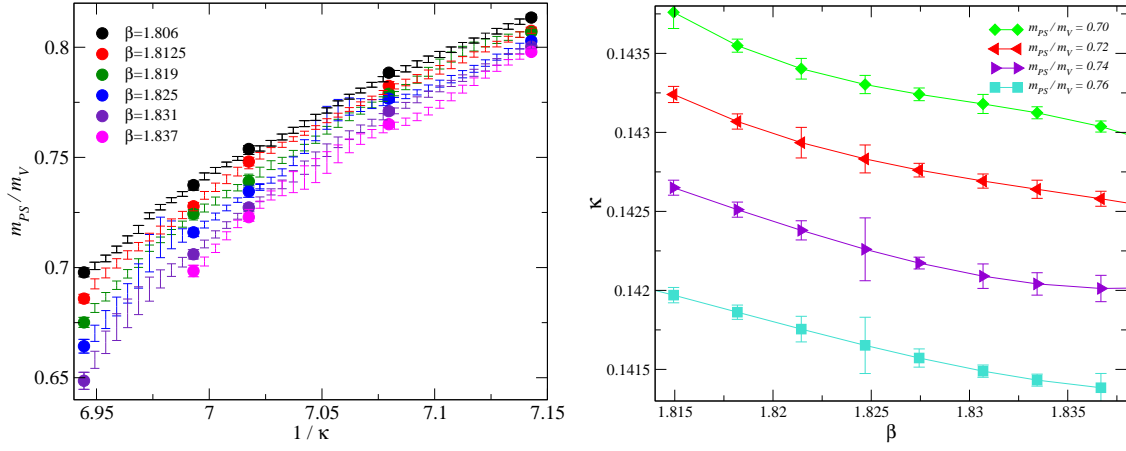 β=1.806
β=1.8125
β=1.819
β=1.825
β=1.831
β=1.837
0.8
0.75
0.7
0.65
m_PS / m_V
6.95
7
7.05
7.1
7.15
1 / κ
m_PS / m_V = 0.70
m_PS / m_V = 0.72
m_PS / m_V = 0.74
m_PS / m_V = 0.76
0.1435
0.143
0.1425
0.142
0.1415
κ
1.815
1.82
1.825
1.83
1.835
β